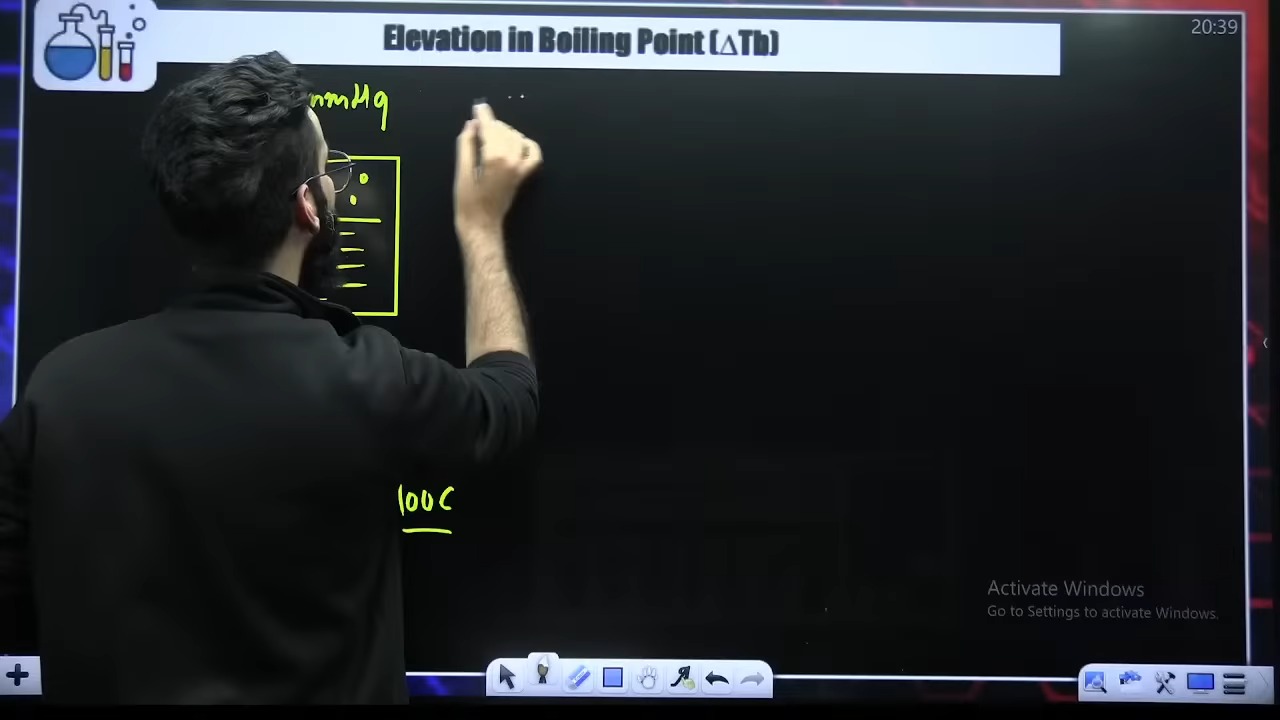 20:39
Elevation in Boiling Point (ΔTb)
mmHg
100C
Activate Windows
Go to Settings to activate Windows.